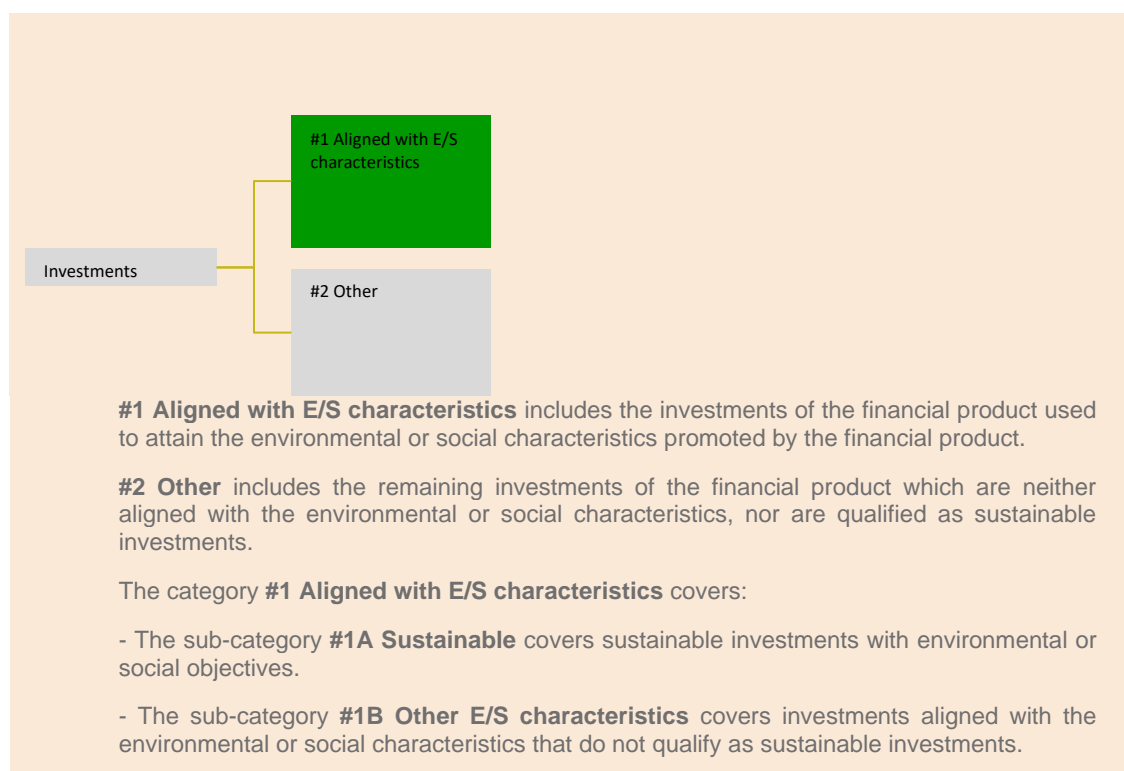 #1 Aligned with E/S
characteristics
Investments
#2 Other
#1 Aligned with E/S characteristics includes the investments of the financial product used
to attain the environmental or social characteristics promoted by the financial product.
#2 Other includes the remaining investments of the financial product which are neither
aligned with the environmental or social characteristics, nor are qualified as sustainable
investments.
The category #1 Aligned with E/S characteristics covers:
- The sub-category #1A Sustainable covers sustainable investments with environmental or
social objectives.
- The sub-category #1B Other E/S characteristics covers investments aligned with the
environmental or social characteristics that do not qualify as sustainable investments.